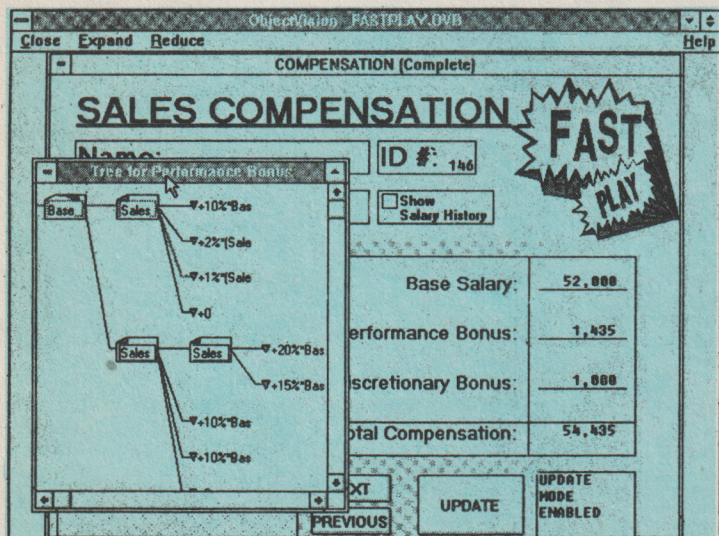 ObjectVision FASTPLAY.OVB
Close Expand Reduce Help
COMPENSATION (Complete)
SALES COMPENSATION
FAST
PLAY
Name:
ID #: 146
Tree for Performance Bonus
Show
Salary History
Base
Sales
+10%*Bas
+2%*(Sale
+1%*(Sale
+0
Sales
Sales
+20%*Bas
+15%*Bas
+10%*Bas
+10%*Bas
Base Salary: 52,000
erformance Bonus: 1,435
iscretionary Bonus: 1,000
otal Compensation: 54,435
XT
PREVIOUS
UPDATE
UPDATE
MODE
ENABLED